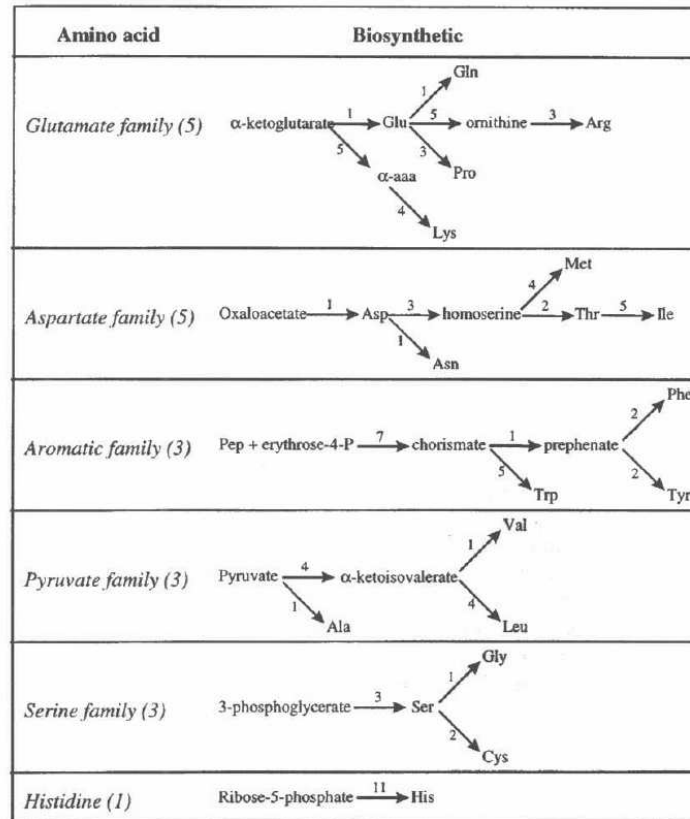 Amino acid Biosynthetic
Glutamate family (5)
Gln
1
α-ketoglutarate 1 Glu 5 ornithine 3 Arg
5 3
α-aaa Pro
4
Lys
Aspartate family (5)
Met
4
Oxaloacetate 1 Asp 3 homoserine 2 Thr 5 Ile
1
Asn
Aromatic family (3)
Phe
2
Pep + erythrose-4-P 7 chorismate 1 prephenate
5 2
Trp Tyr
Pyruvate family (3)
Val
1
Pyruvate 4 α-ketoisovalerate
1 4
Ala Leu
Serine family (3)
Gly
1
3-phosphoglycerate 3 Ser
2
Cys
Histidine (1) Ribose-5-phosphate 11 His